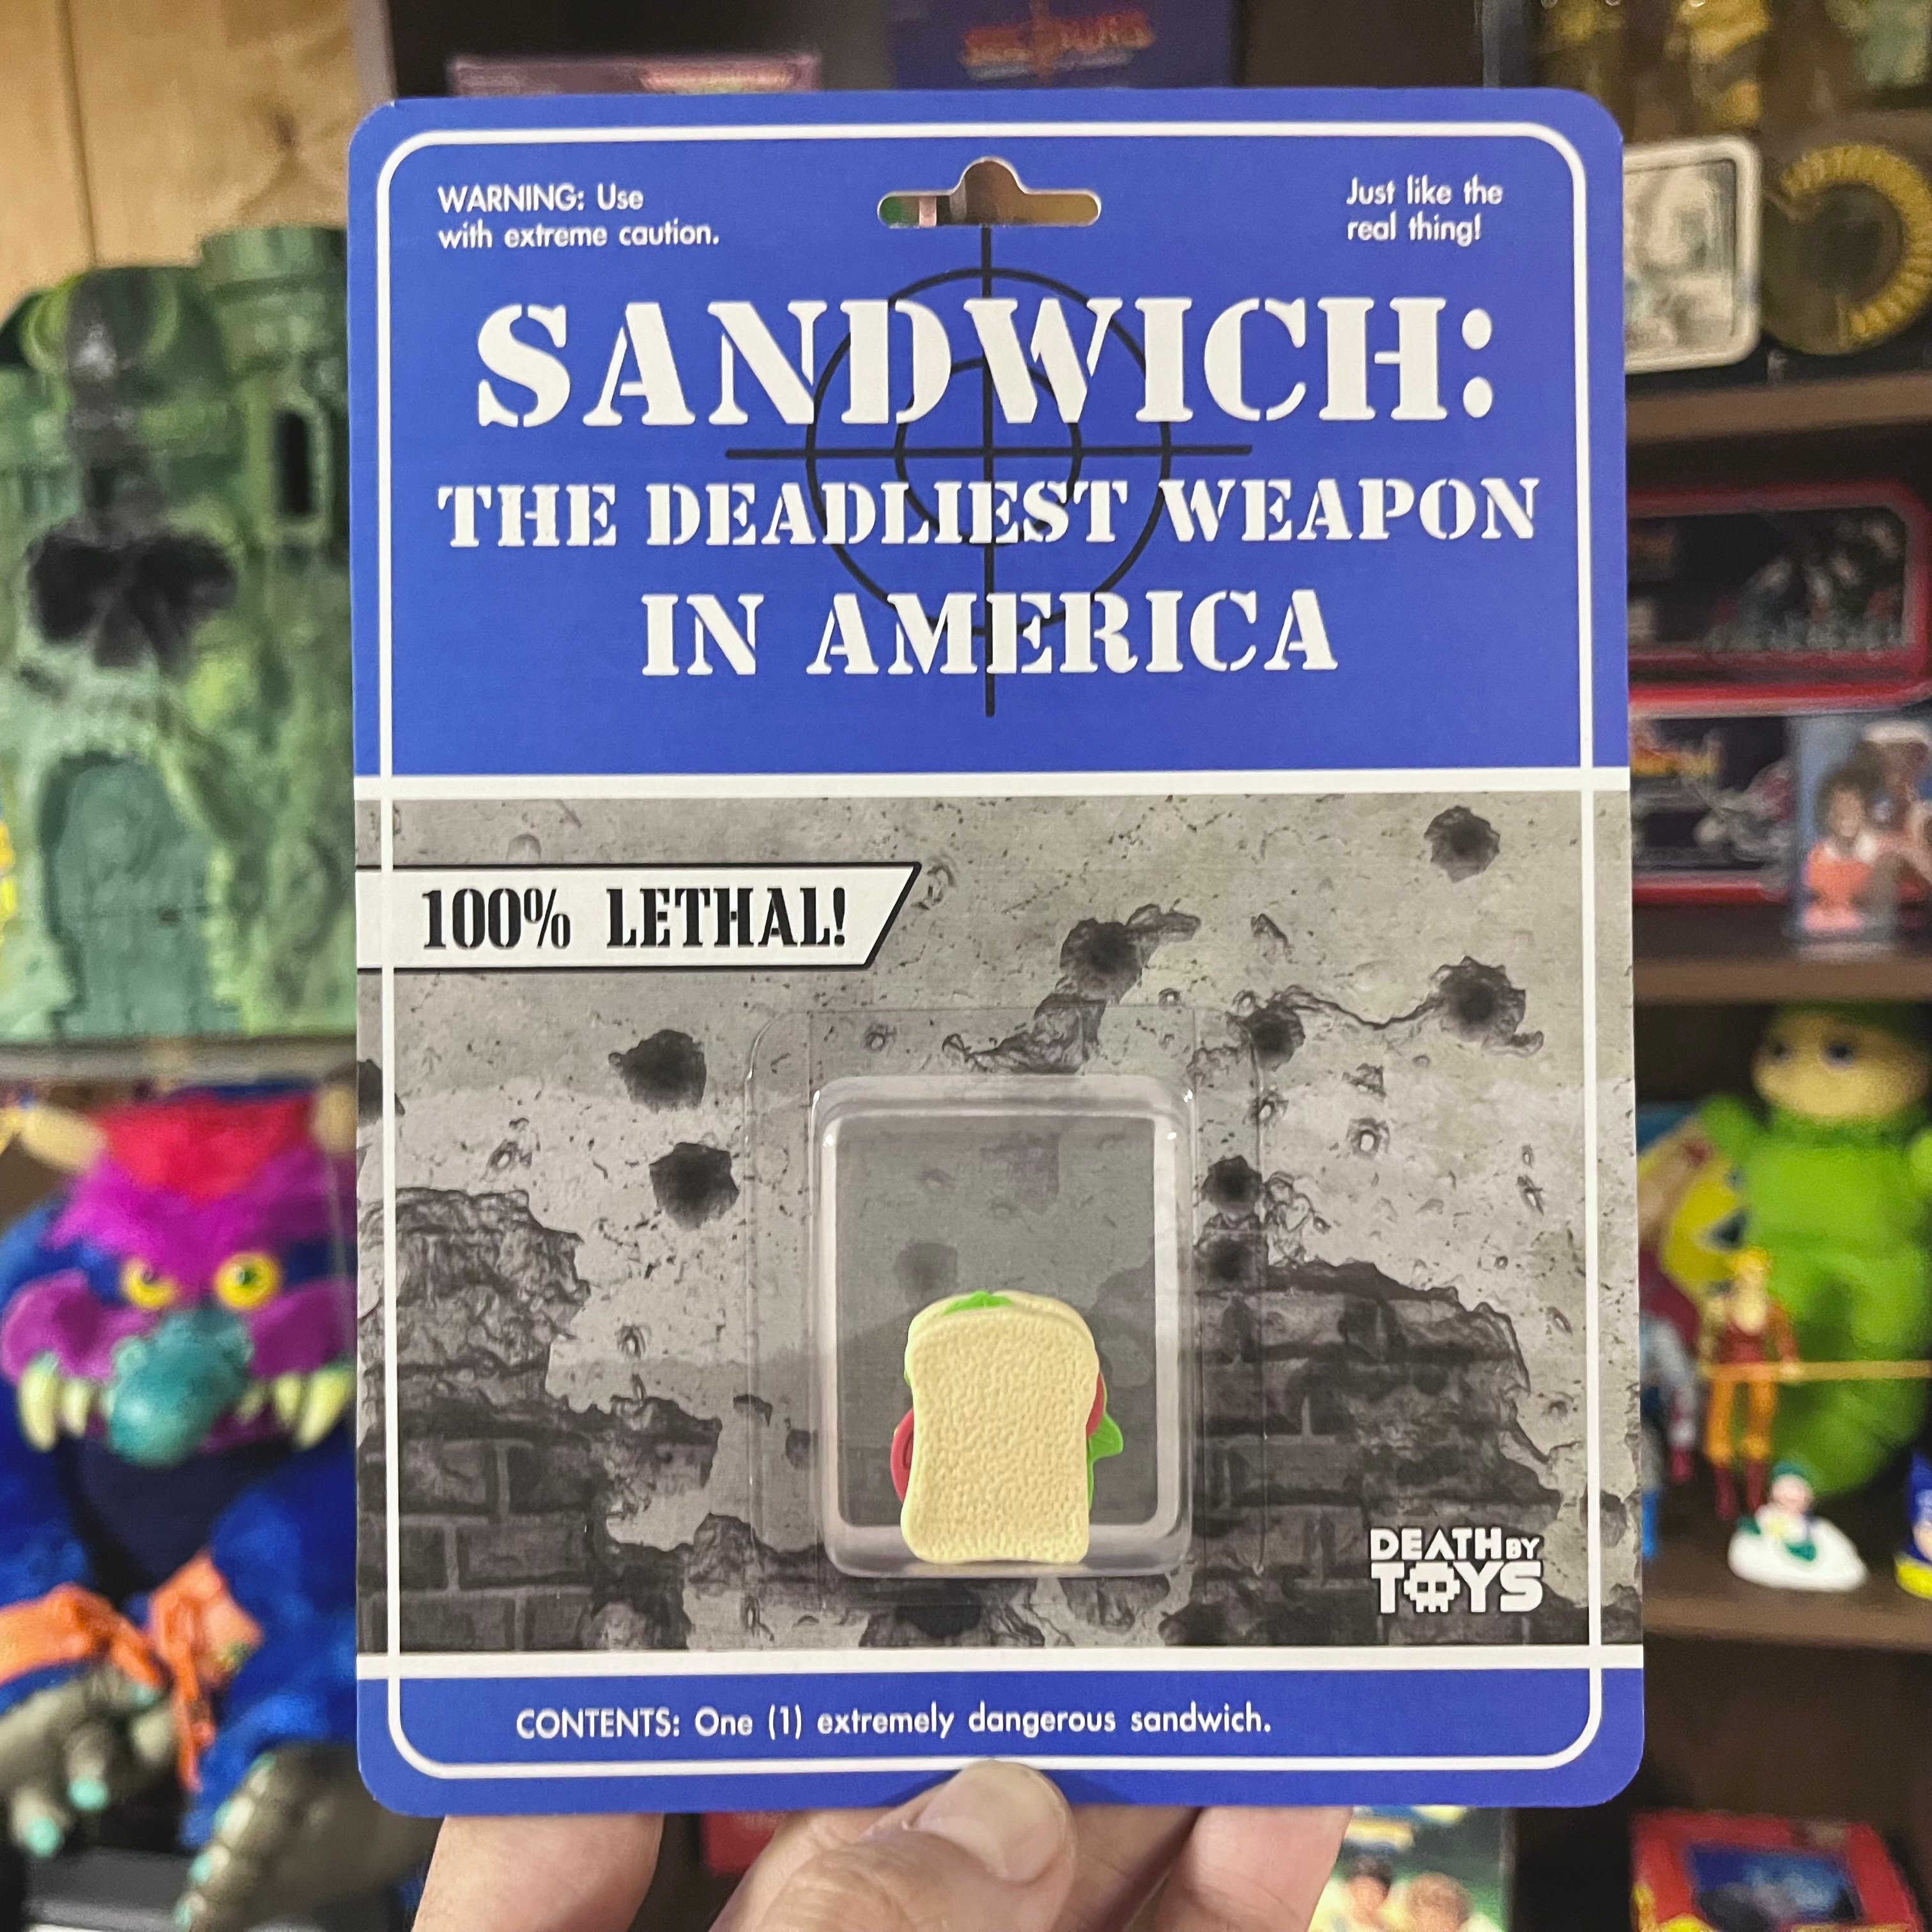 WARNING: Use
with extreme caution.
Just like the
real thing!
SANDWICH:
THE DEADLIEST WEAPON
IN AMERICA
100% LETHAL!
DEATH BY
TOYS
CONTENTS: One (1) extremely dangerous sandwich.